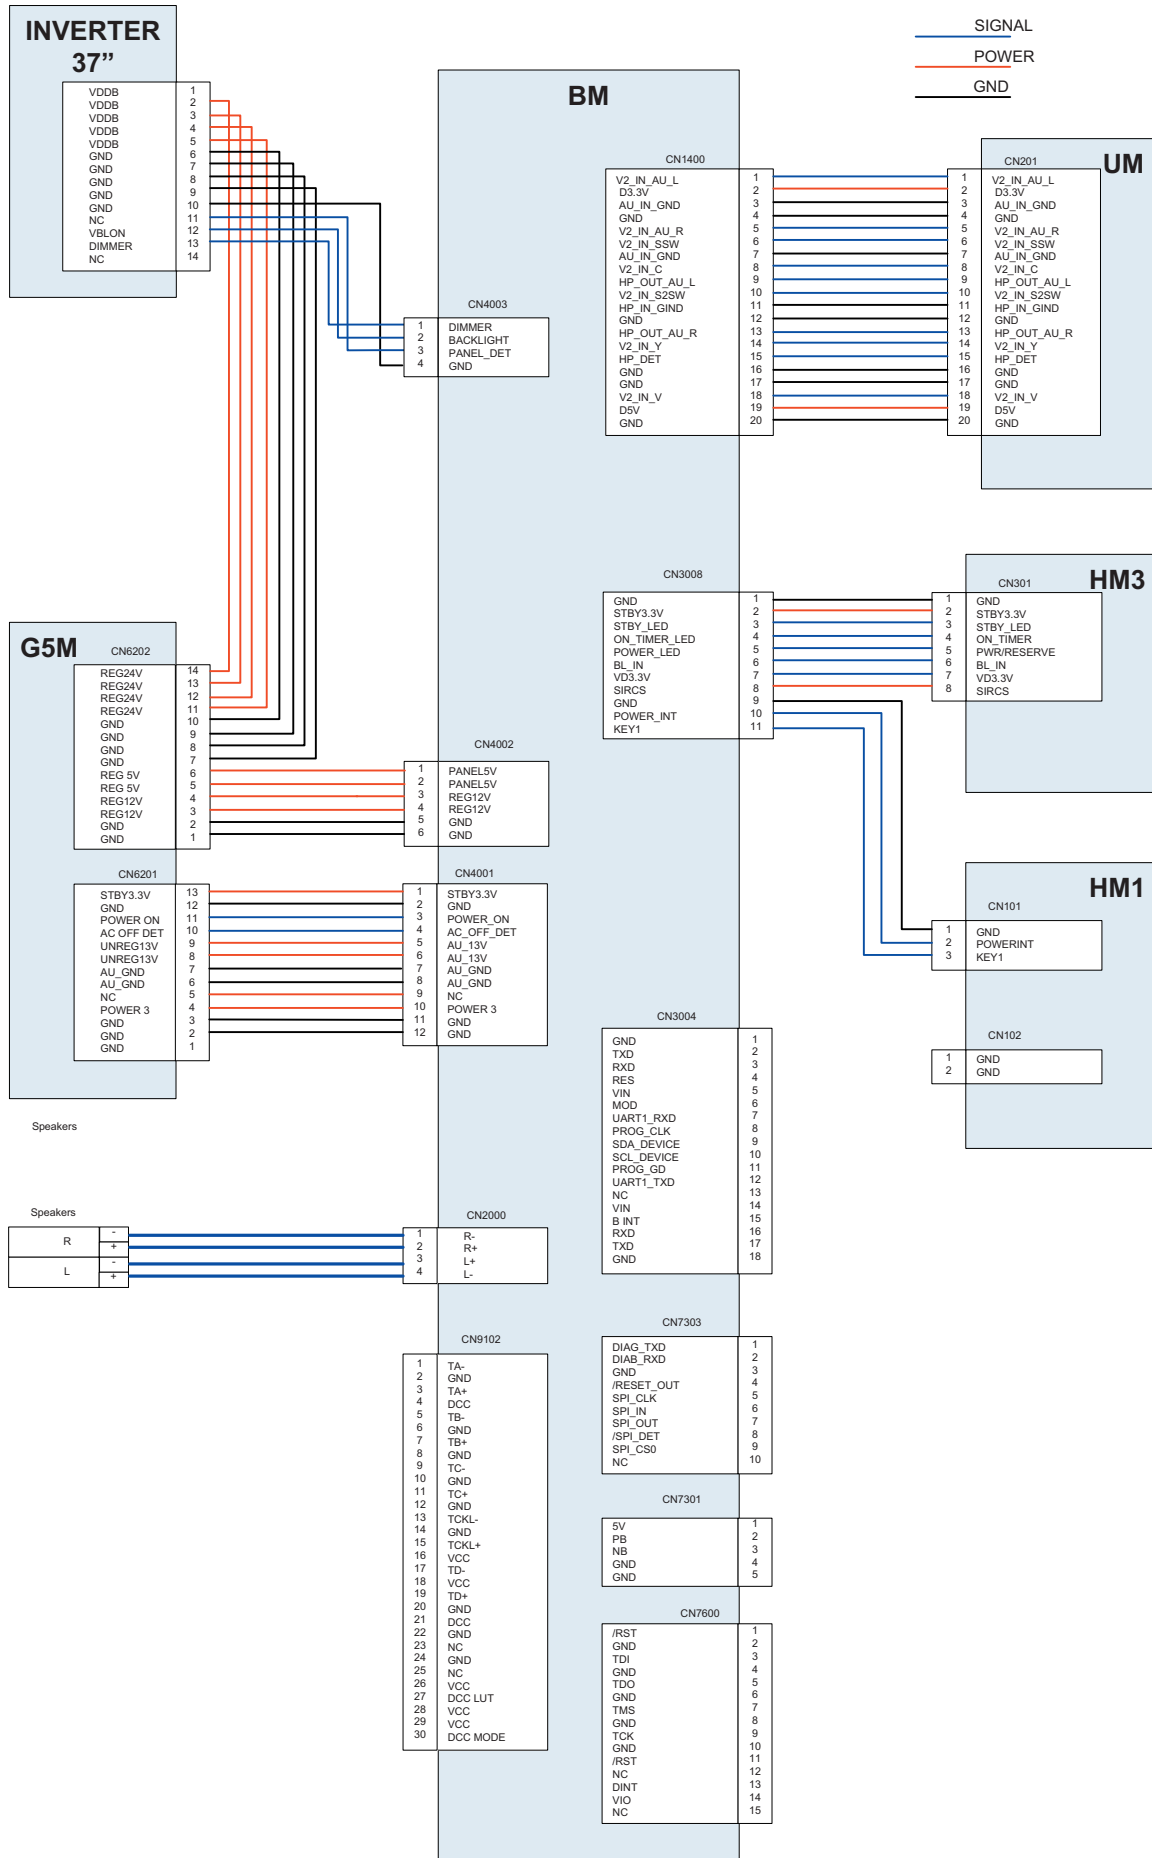 INVERTER
37”
VDDB 1
VDDB 2
VDDB 3
VDDB 4
VDDB 5
GND 6
GND 7
GND 8
GND 9
GND 10
NC 11
VBLON 12
DIMMER 13
NC 14
SIGNAL
POWER
GND
BM
CN4003
1 DIMMER
2 BACKLIGHT
3 PANEL_DET
4 GND
CN1400
V2_IN_AU_L 1
D3.3V 2
AU_IN_GND 3
GND 4
V2_IN_AU_R 5
V2_IN_SSW 6
AU_IN_GND 7
V2_IN_C 8
HP_OUT_AU_L 9
V2_IN_S2SW 10
HP_IN_GIND 11
GND 12
HP_OUT_AU_R 13
V2_IN_Y 14
HP_DET 15
GND 16
GND 17
V2_IN_V 18
D5V 19
GND 20
UM
CN201
1 V2_IN_AU_L
2 D3.3V
3 AU_IN_GND
4 GND
5 V2_IN_AU_R
6 V2_IN_SSW
7 AU_IN_GND
8 V2_IN_C
9 HP_OUT_AU_L
10 V2_IN_S2SW
11 HP_IN_GIND
12 GND
13 HP_OUT_AU_R
14 V2_IN_Y
15 HP_DET
16 GND
17 GND
18 V2_IN_V
19 D5V
20 GND
CN3008
GND 1
STBY3.3V 2
STBY_LED 3
ON_TIMER_LED 4
POWER_LED 5
BL_IN 6
VD3.3V 7
SIRCS 8
GND 9
POWER_INT 10
KEY1 11
HM3
CN301
1 GND
2 STBY3.3V
3 STBY_LED
4 ON_TIMER
5 PWR/RESERVE
6 BL_IN
7 VD3.3V
8 SIRCS
G5M
CN6202
REG24V 14
REG24V 13
REG24V 12
REG24V 11
GND 10
GND 9
GND 8
GND 7
REG 5V 6
REG 5V 5
REG12V 4
REG12V 3
GND 2
GND 1
CN4002
1 PANEL5V
2 PANEL5V
3 REG12V
4 REG12V
5 GND
6 GND
CN6201
STBY3.3V 13
GND 12
POWER ON 11
AC OFF DET 10
UNREG13V 9
UNREG13V 8
AU_GND 7
AU_GND 6
NC 5
POWER 3 4
GND 3
GND 2
GND 1
CN4001
1 STBY3.3V
2 GND
3 POWER_ON
4 AC_OFF_DET
5 AU_13V
6 AU_13V
7 AU_GND
8 AU_GND
9 NC
10 POWER 3
11 GND
12 GND
HM1
CN101
1 GND
2 POWERINT
3 KEY1
CN102
1 GND
2 GND
CN3004
GND 1
TXD 2
RXD 3
RES 4
VIN 5
MOD 6
UART1_RXD 7
PROG_CLK 8
SDA_DEVICE 9
SCL_DEVICE 10
PROG_GD 11
UART1_TXD 12
NC 13
VIN 14
B INT 15
RXD 16
TXD 17
GND 18
Speakers
Speakers
R - +
L - +
CN2000
1 R-
2 R+
3 L+
4 L-
CN9102
1 TA-
2 GND
3 TA+
4 DCC
5 TB-
6 GND
7 TB+
8 GND
9 TC-
10 GND
11 TC+
12 GND
13 TCKL-
14 GND
15 TCKL+
16 VCC
17 TD-
18 VCC
19 TD+
20 GND
21 DCC
22 GND
23 NC
24 GND
25 NC
26 VCC
27 DCC LUT
28 VCC
29 VCC
30 DCC MODE
CN7303
DIAG_TXD 1
DIAB_RXD 2
GND 3
/RESET_OUT 4
SPI_CLK 5
SPI_IN 6
SPI_OUT 7
/SPI_DET 8
SPI_CS0 9
NC 10
CN7301
5V 1
PB 2
NB 3
GND 4
GND 5
CN7600
/RST 1
GND 2
TDI 3
GND 4
TDO 5
GND 6
TMS 7
GND 8
TCK 9
GND 10
/RST 11
NC 12
DINT 13
VIO 14
NC 15